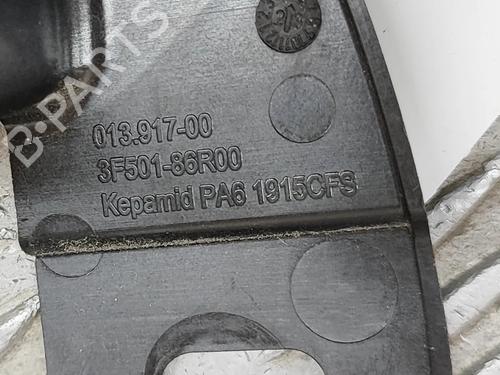 B-PARTS
013.917-00
3F501-86R00
Kepamid PA6 1915CFS